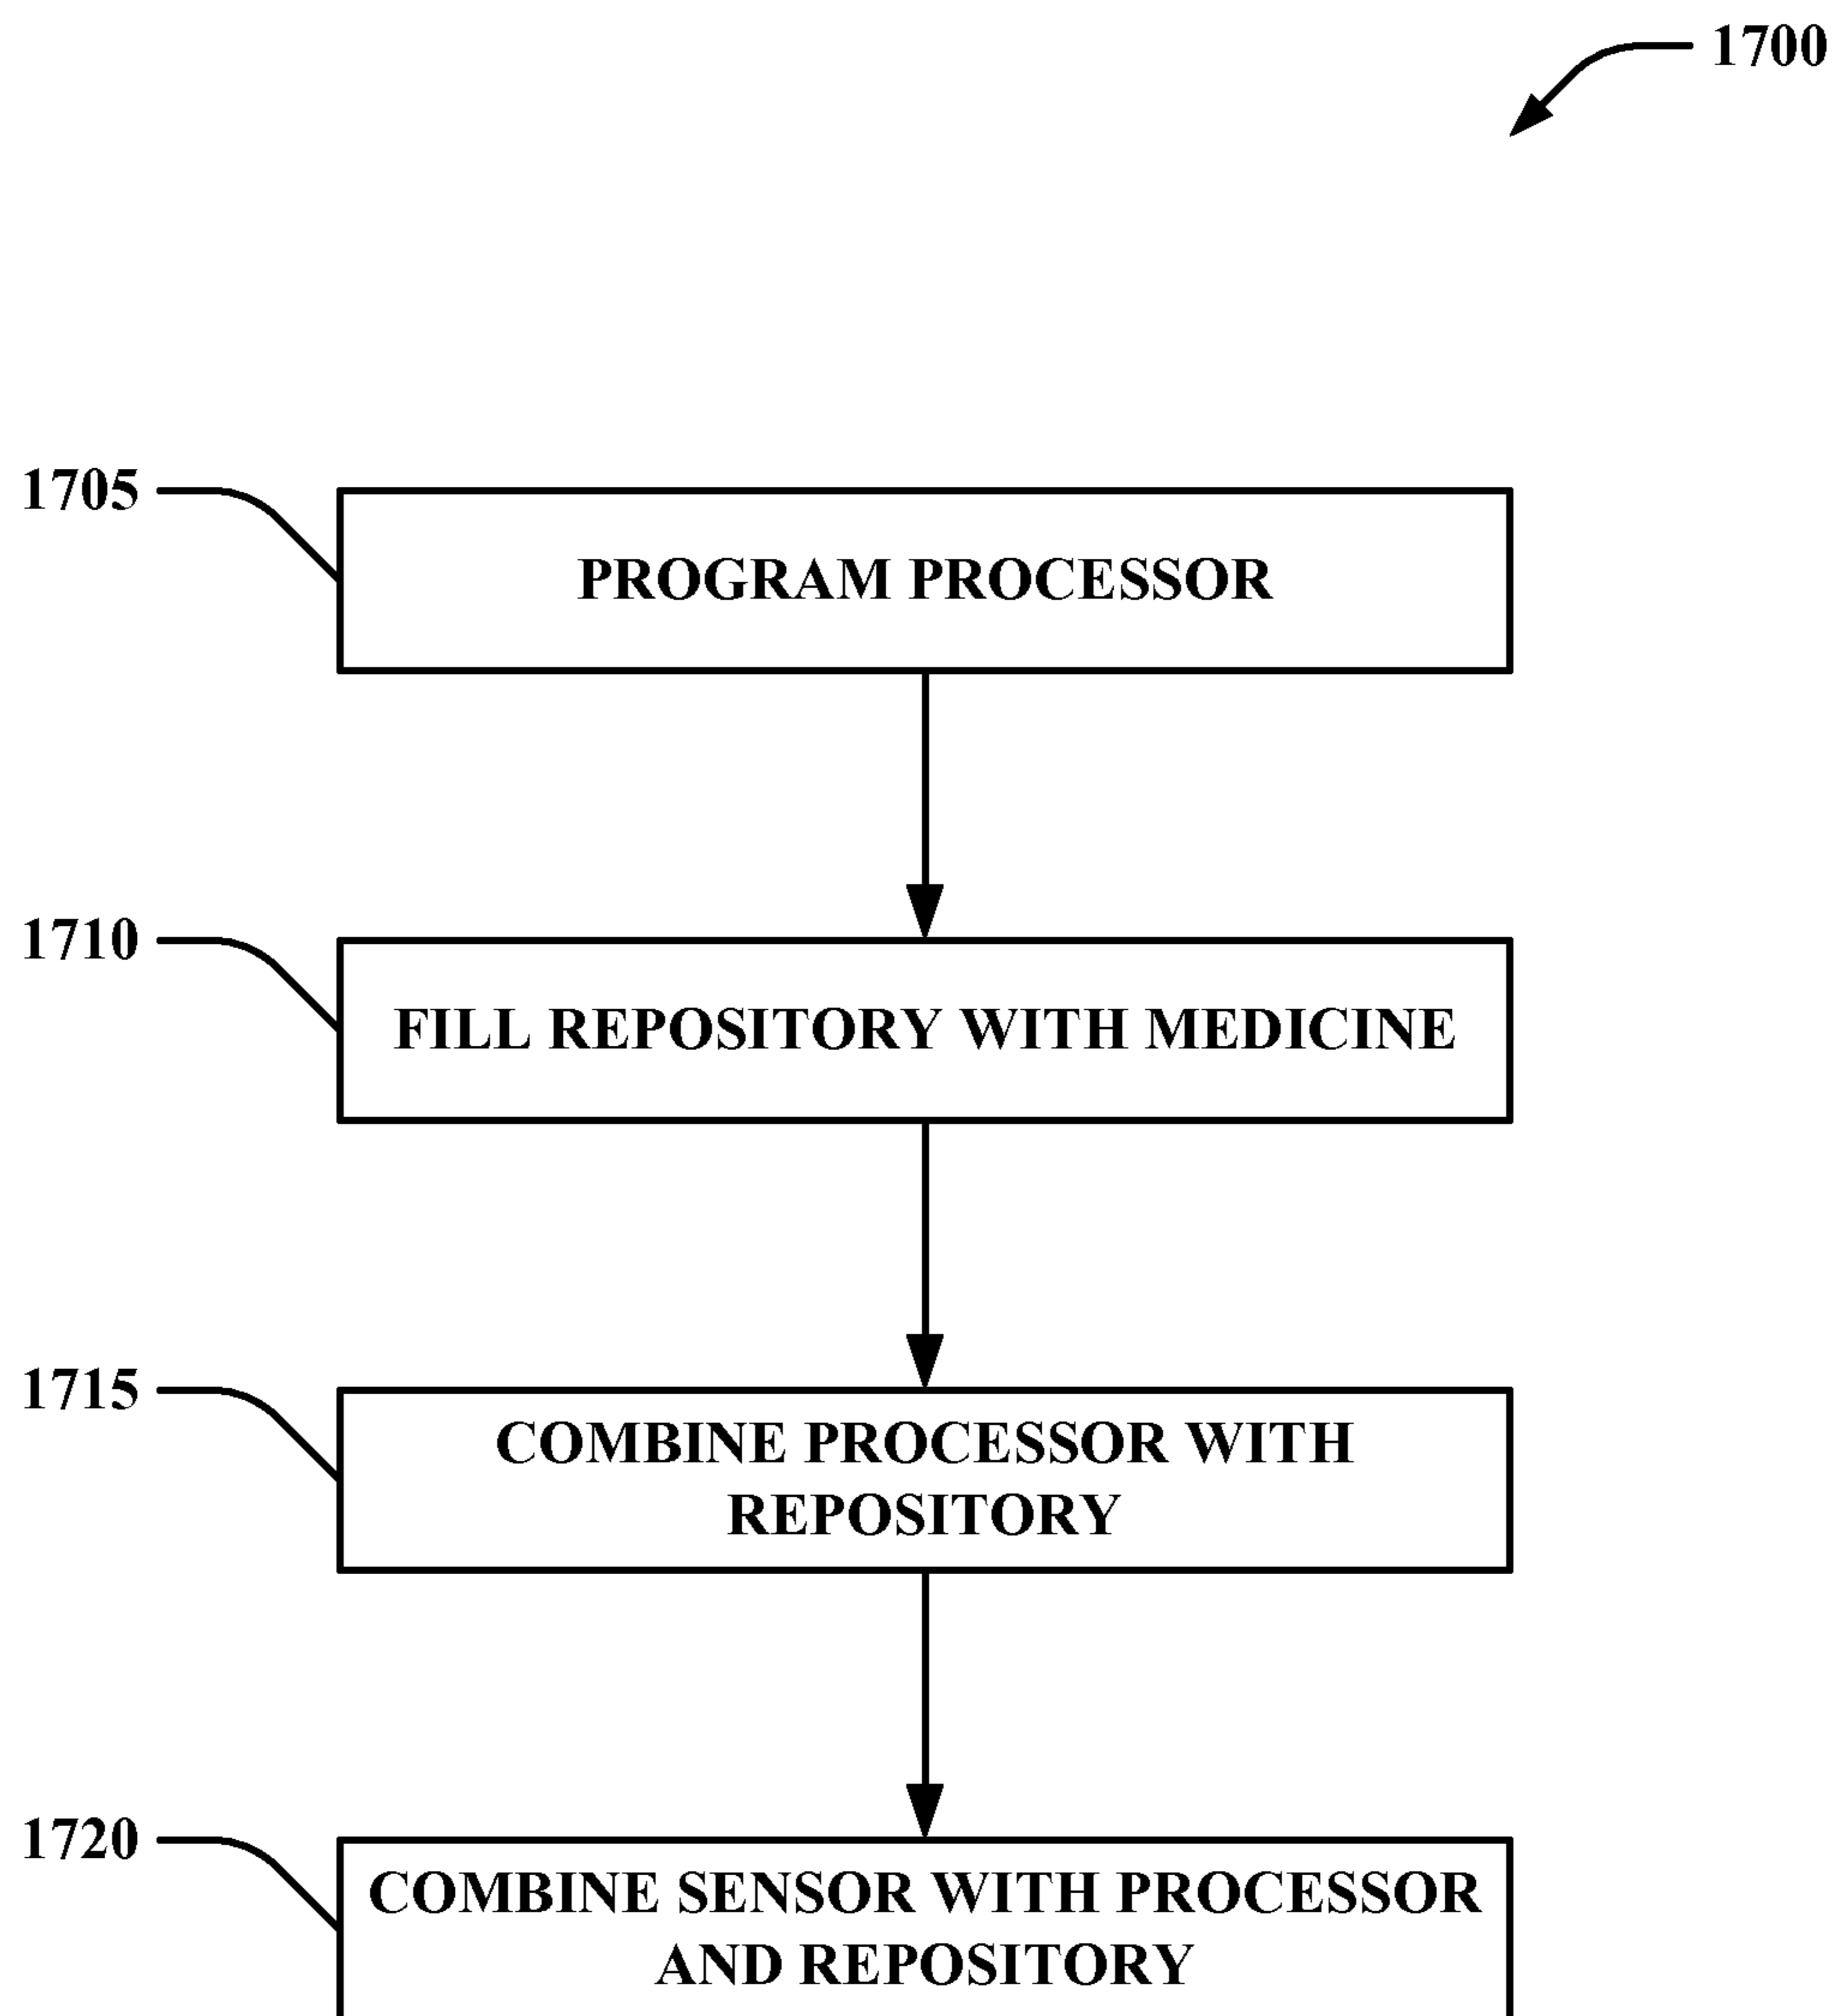 1700
1705
PROGRAM PROCESSOR
1710
FILL REPOSITORY WITH MEDICINE
1715
COMBINE PROCESSOR WITH
REPOSITORY
1720
COMBINE SENSOR WITH PROCESSOR
AND REPOSITORY